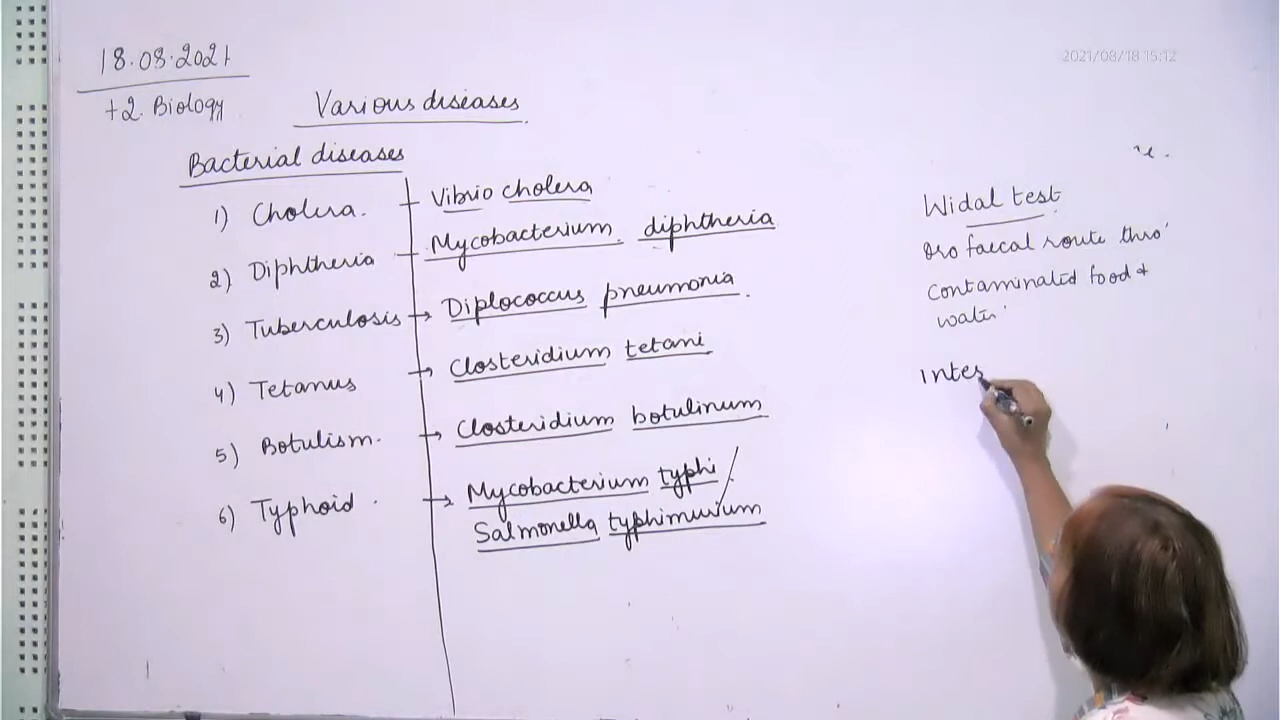 18.08.2021
2021/08/18 15:12
+2. Biology
Various diseases
Bacterial diseases
1) Cholera. Vibrio cholera
2) Diphtheria Mycobacterium diphtheria
3) Tuberculosis → Diplococcus pneumonia
4) Tetanus → Closteridium tetani
5) Botulism. → Closteridium botulinum
6) Typhoid. → Mycobacterium typhi /
Salmonella typhimurium
Widal test
Oro faecal route thro'
contaminated food &
water
intes